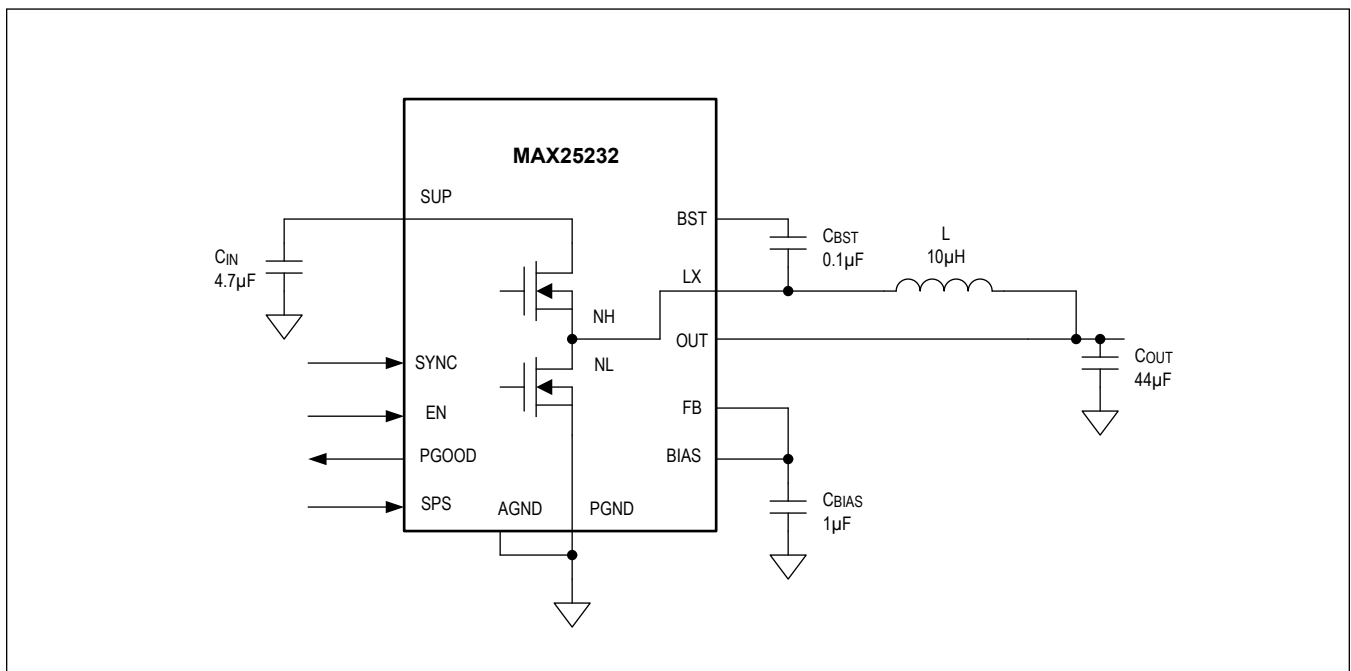 MAX25232
SUP
CIN
4.7µF
BST
CBST
0.1µF
L
10µH
LX
NH
OUT
NL
COUT
44µF
SYNC
EN
FB
PGOOD
BIAS
SPS
AGND
PGND
CBIAS
1µF